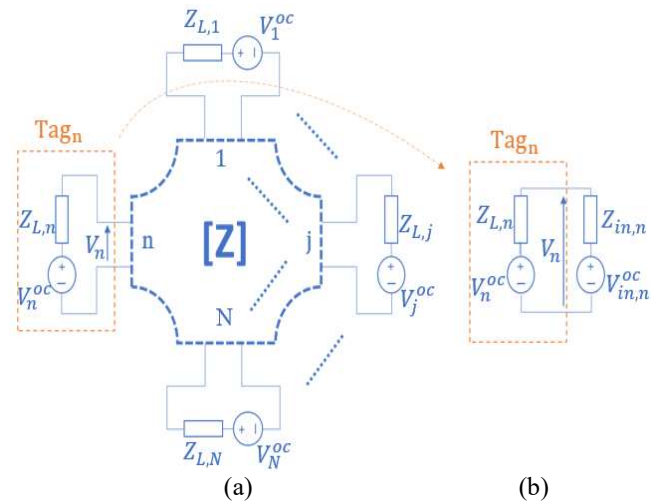 Z_{L,1}
V_1^{oc}
+ −
Tag_n
1
Tag_n
Z_{L,n}
V_n
n
[Z]
j
Z_{L,j}
Z_{L,n}
V_n
Z_{in,n}
+
−
V_n^{oc}
+
−
V_j^{oc}
+
−
V_n^{oc}
+
−
V_{in,n}^{oc}
N
+ −
Z_{L,N}
V_N^{oc}
(a)
(b)